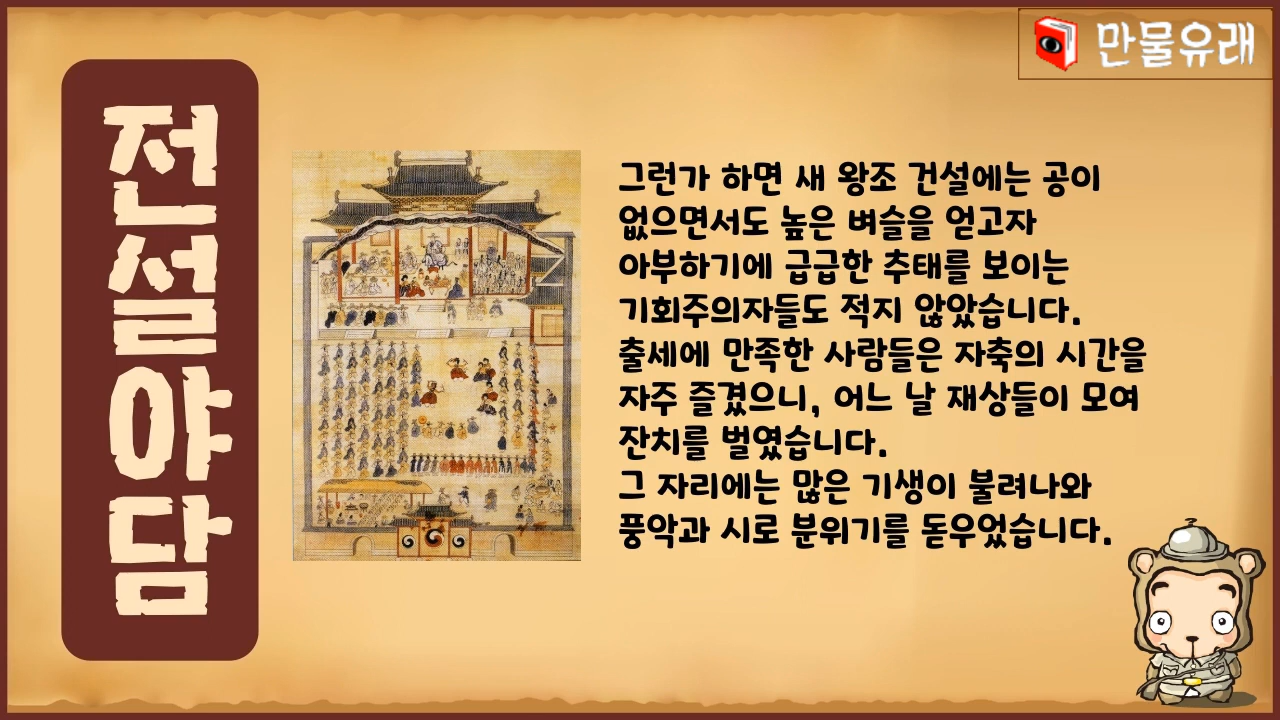 만물유래
전설야담
그런가 하면 새 왕조 건설에는 공이
없으면서도 높은 벼슬을 얻고자
아부하기에 급급한 추태를 보이는
기회주의자들도 적지 않았습니다.
출세에 만족한 사람들은 자축의 시간을
자주 즐겼으니, 어느 날 재상들이 모여
잔치를 벌였습니다.
그 자리에는 많은 기생이 불려나와
풍악과 시로 분위기를 돋우었습니다.